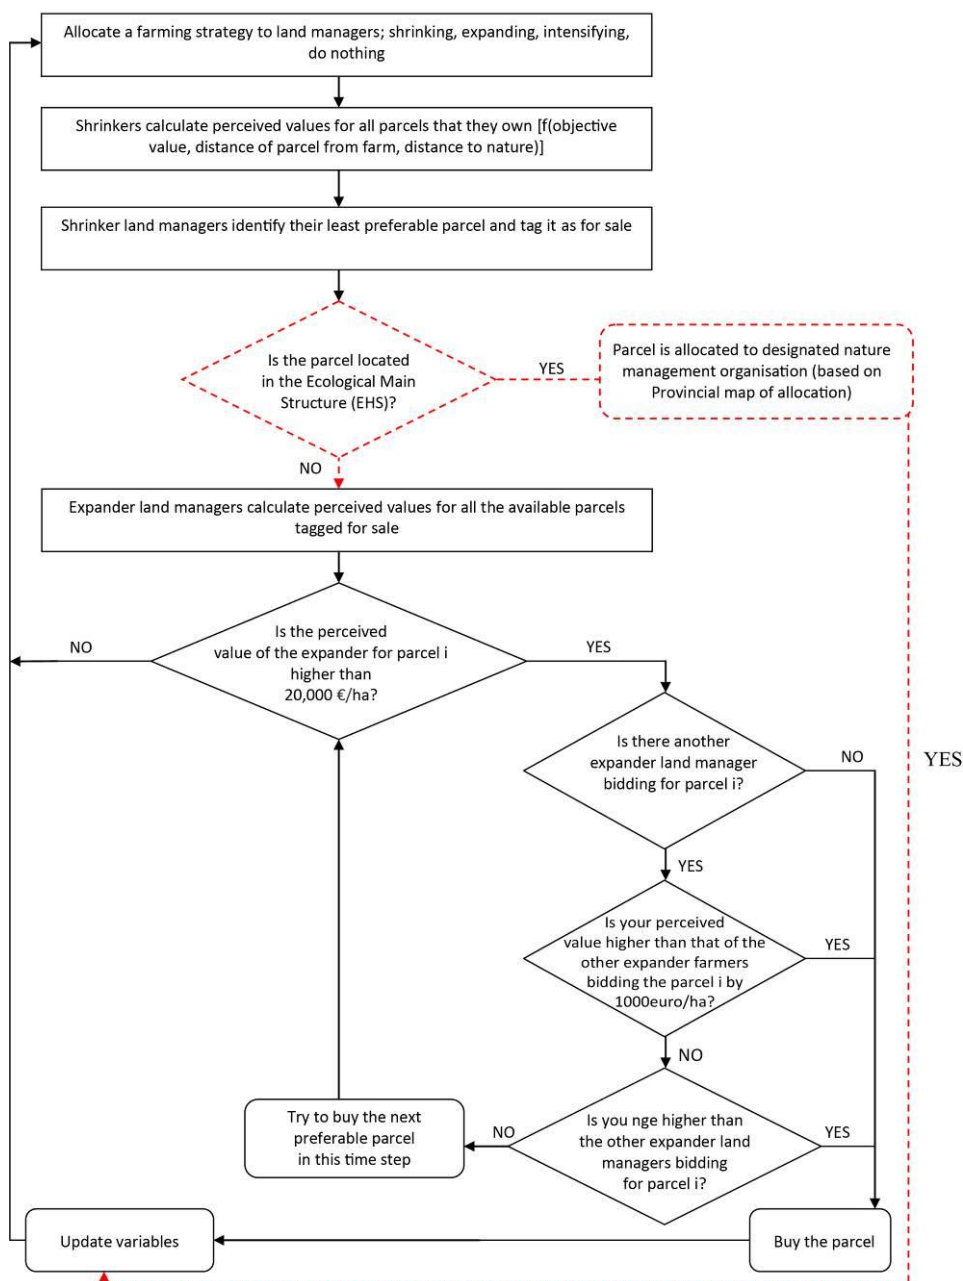 Allocate a farming strategy to land managers; shrinking, expanding, intensifying,
do nothing
Shrinkers calculate perceived values for all parcels that they own [f(objective
value, distance of parcel from farm, distance to nature)]
Shrinker land managers identify their least preferable parcel and tag it as for sale
Is the parcel located
in the Ecological Main
Structure (EHS)?
YES
Parcel is allocated to designated nature
management organisation (based on
Provincial map of allocation)
NO
Expander land managers calculate perceived values for all the available parcels
tagged for sale
Is the perceived
value of the expander for parcel i
higher than
20,000 €/ha?
NO
YES
Is there another
expander land manager
bidding for parcel i?
NO
YES
YES
Is your perceived
value higher than that of the
other expander farmers
bidding the parcel i by
1000euro/ha?
YES
NO
Is you nge higher than
the other expander land
managers bidding
for parcel i?
YES
NO
Try to buy the next
preferable parcel
in this time step
Update variables
Buy the parcel